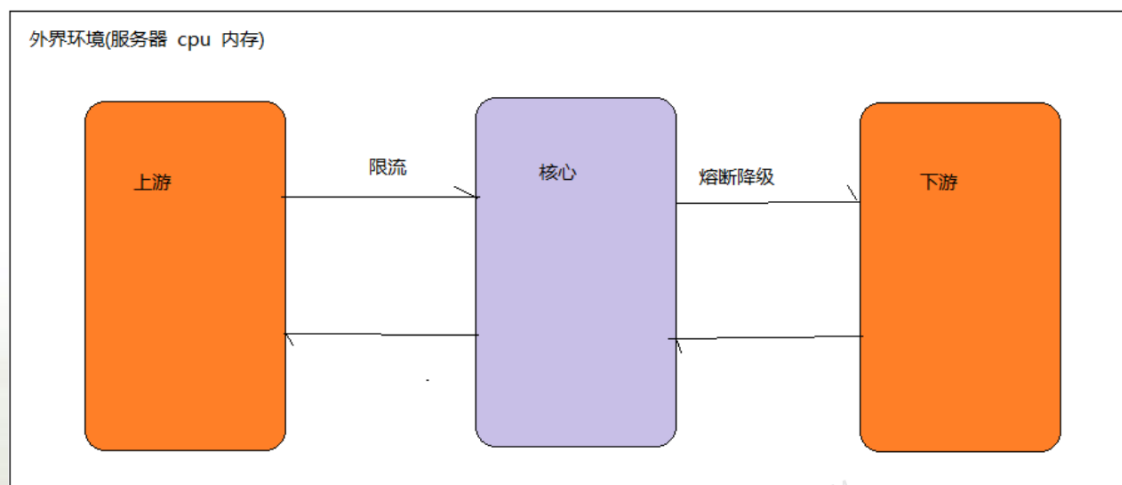 外界环境(服务器 cpu 内存)
上游
限流
核心
熔断降级
下游